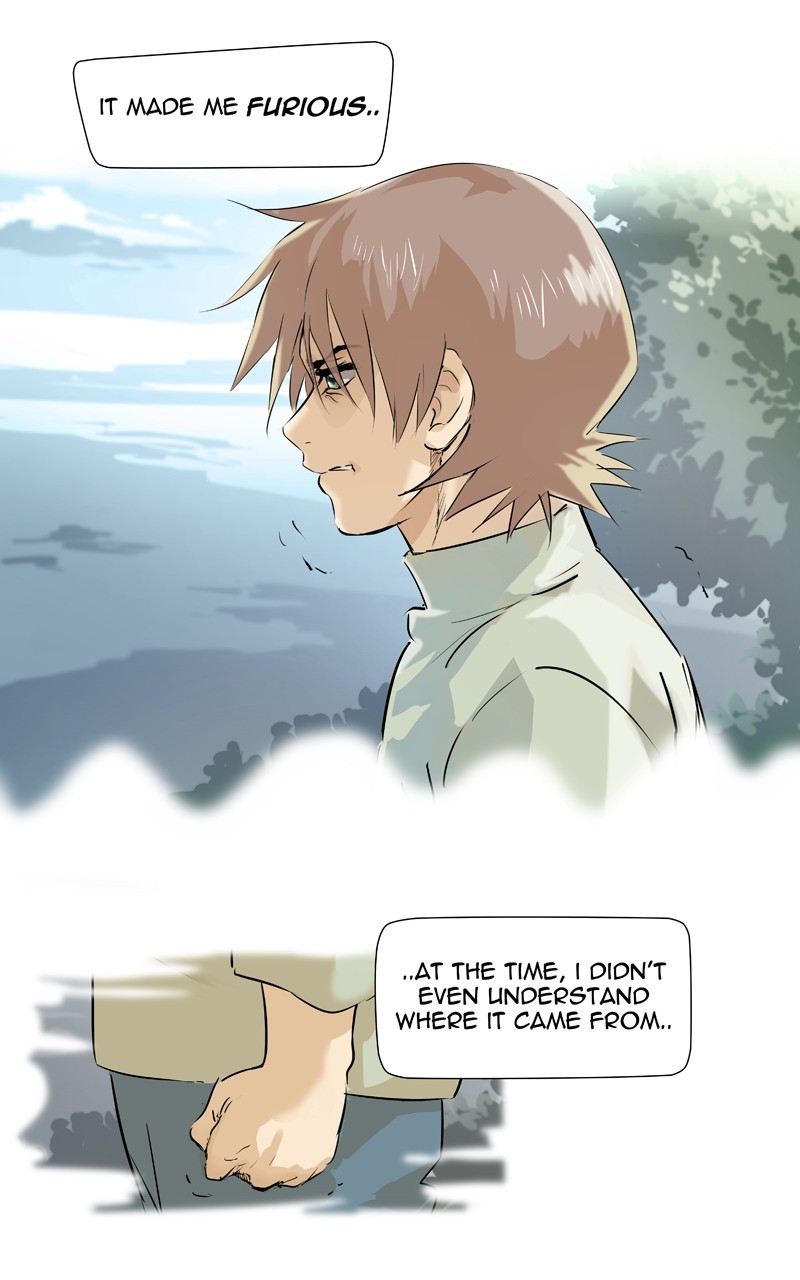 IT MADE ME FURIOUS..
..AT THE TIME, I DIDN'T
EVEN UNDERSTAND
WHERE IT CAME FROM..